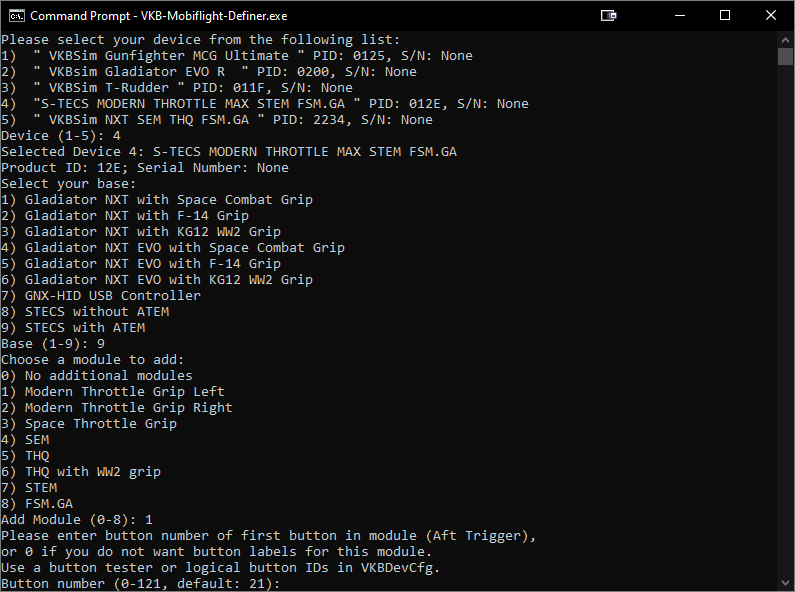 Command Prompt - VKB-Mobiflight-Definer.exe
Please select your device from the following list:
1)  " VKBSim Gunfighter MCG Ultimate " PID: 0125, S/N: None
2)  " VKBSim Gladiator EVO R  " PID: 0200, S/N: None
3)  " VKBSim T-Rudder " PID: 011F, S/N: None
4)  "S-TECS MODERN THROTTLE MAX STEM FSM.GA " PID: 012E, S/N: None
5)  " VKBSim NXT SEM THQ FSM.GA " PID: 2234, S/N: None
Device (1-5): 4
Selected Device 4: S-TECS MODERN THROTTLE MAX STEM FSM.GA
Product ID: 12E; Serial Number: None
Select your base:
1) Gladiator NXT with Space Combat Grip
2) Gladiator NXT with F-14 Grip
3) Gladiator NXT with KG12 WW2 Grip
4) Gladiator NXT EVO with Space Combat Grip
5) Gladiator NXT EVO with F-14 Grip
6) Gladiator NXT EVO with KG12 WW2 Grip
7) GNX-HID USB Controller
8) STECS without ATEM
9) STECS with ATEM
Base (1-9): 9
Choose a module to add:
0) No additional modules
1) Modern Throttle Grip Left
2) Modern Throttle Grip Right
3) Space Throttle Grip
4) SEM
5) THQ
6) THQ with WW2 grip
7) STEM
8) FSM.GA
Add Module (0-8): 1
Please enter button number of first button in module (Aft Trigger),
or 0 if you do not want button labels for this module.
Use a button tester or logical button IDs in VKBDevCfg.
Button number (0-121, default: 21):